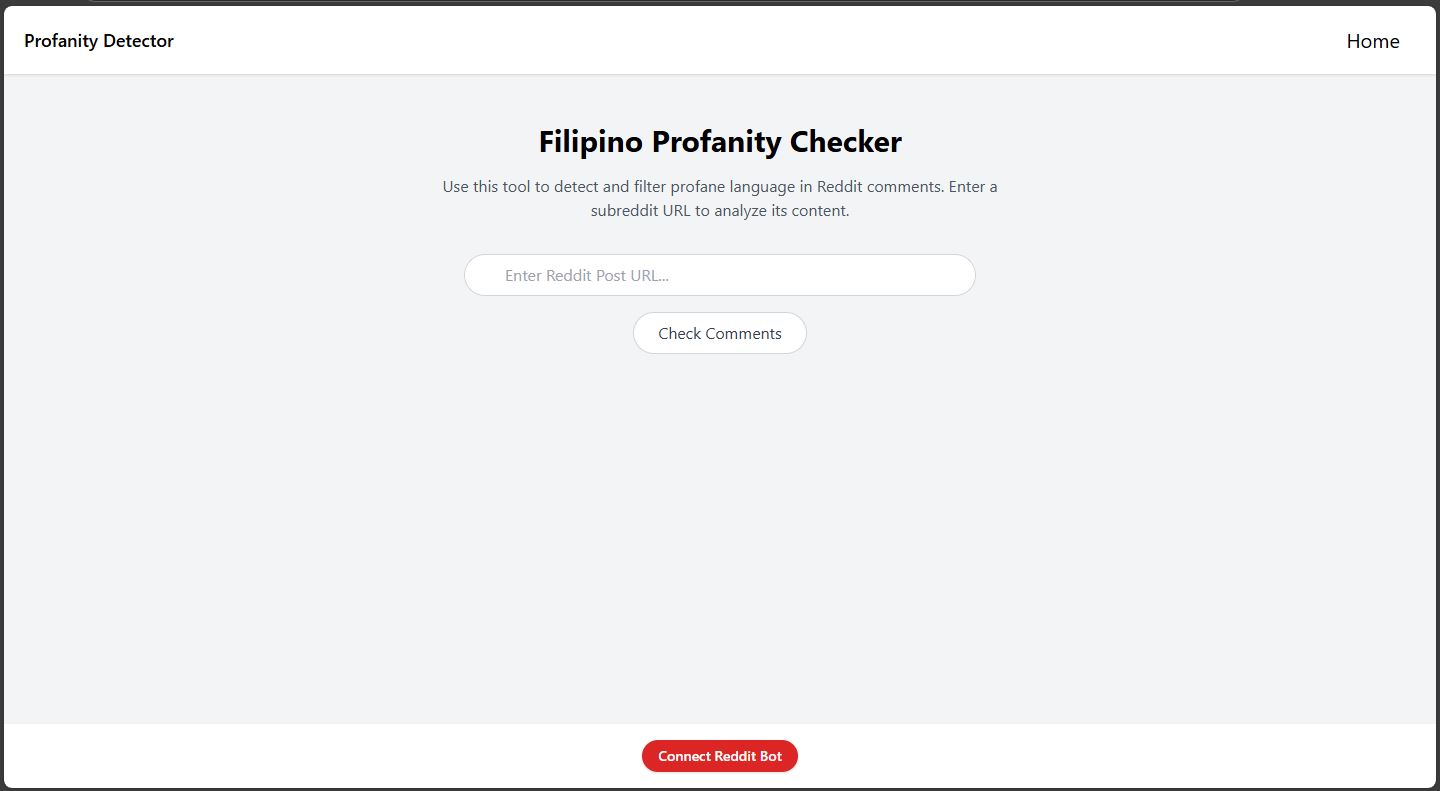 Profanity Detector
Home
Filipino Profanity Checker
Use this tool to detect and filter profane language in Reddit comments. Enter a
subreddit URL to analyze its content.
Enter Reddit Post URL...
Check Comments
Connect Reddit Bot